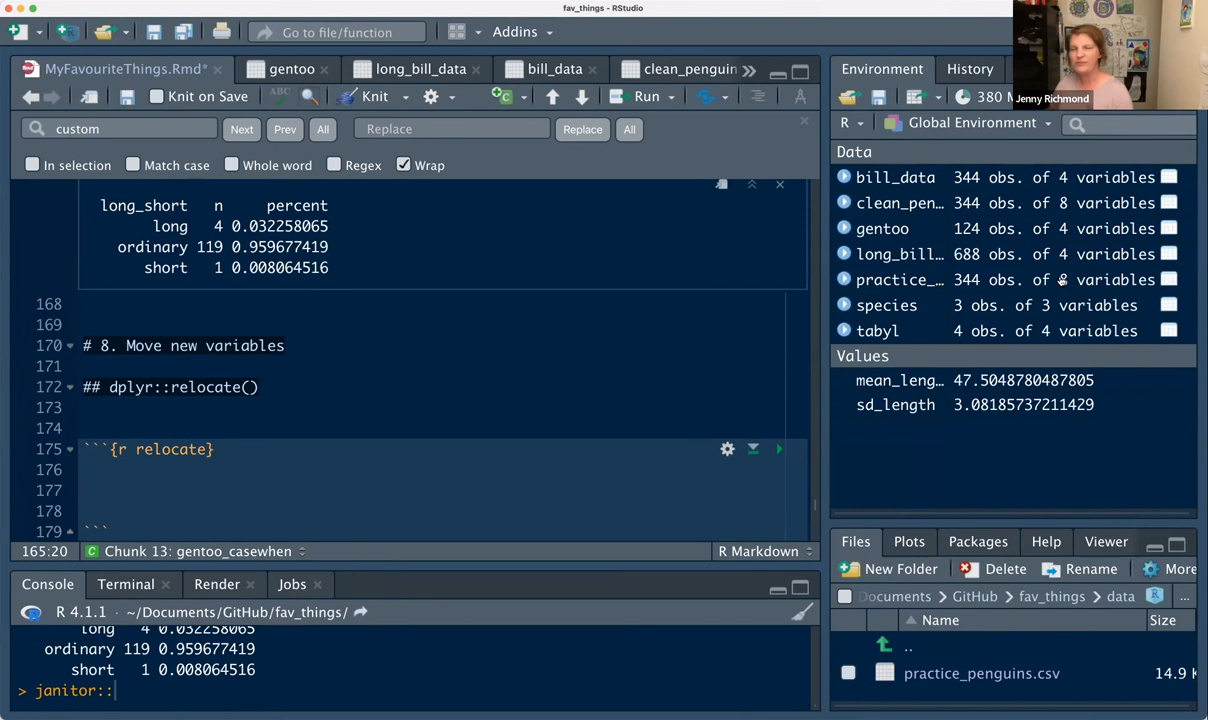 fav_things - RStudio
Go to file/function
Addins
MyFavouriteThings.Rmd*
gentoo
long_bill_data
bill_data
clean_penguin
Knit on Save
ABC
Knit
Run
custom
Next
Prev
All
Replace
Replace
All
In selection
Match case
Whole word
Regex
Wrap
long_short n percent
long 4 0.032258065
ordinary 119 0.959677419
short 1 0.008064516
168
169
170 # 8. Move new variables
171
172 ## dplyr::relocate()
173
174
175 ```{r relocate}
176
177
178
179 ```
165:20 Chunk 13: gentoo_casewhen R Markdown
Console Terminal Render Jobs
R 4.1.1 · ~/Documents/GitHub/fav_things/
long 4 0.032258065
ordinary 119 0.959677419
short 1 0.008064516
> janitor::
Jenny Richmond
Environment History
380 M
R Global Environment
Data
bill_data 344 obs. of 4 variables
clean_pen… 344 obs. of 8 variables
gentoo 124 obs. of 4 variables
long_bill… 688 obs. of 4 variables
practice_… 344 obs. of variables
species 3 obs. of 3 variables
tabyl 4 obs. of 4 variables
Values
mean_leng… 47.5048780487805
sd_length 3.08185737211429
Files Plots Packages Help Viewer
New Folder Delete Rename More
Documents GitHub fav_things data ...
Name Size
..
practice_penguins.csv 14.9 K